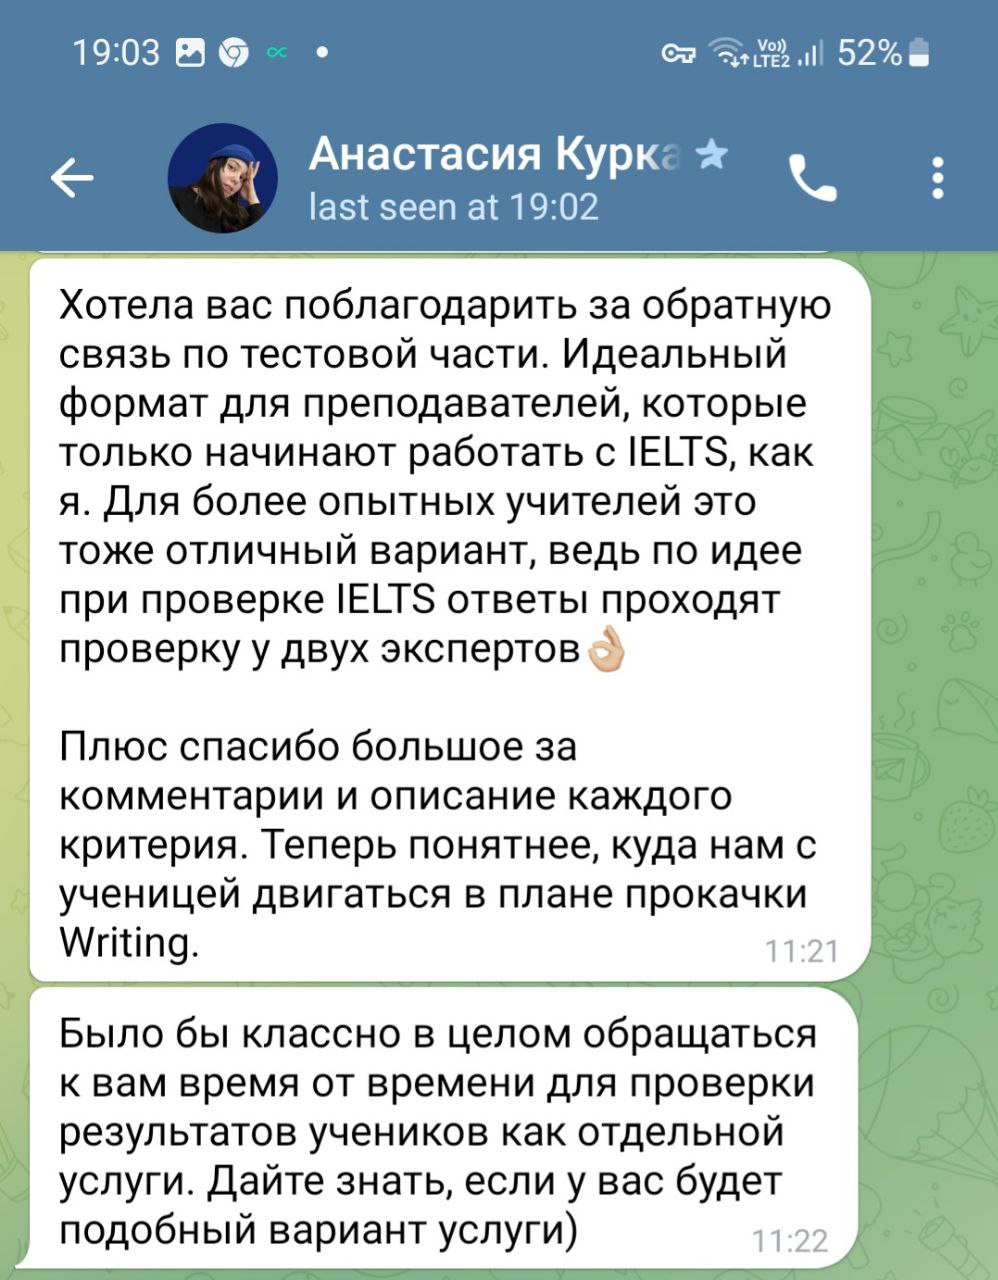 19:03
Vo))
LTE2
52%
Анастасия Курка
last seen at 19:02
Хотела вас поблагодарить за обратную
связь по тестовой части. Идеальный
формат для преподавателей, которые
только начинают работать с IELTS, как
я. Для более опытных учителей это
тоже отличный вариант, ведь по идее
при проверке IELTS ответы проходят
проверку у двух экспертов👌🏼
Плюс спасибо большое за
комментарии и описание каждого
критерия. Теперь понятнее, куда нам с
ученицей двигаться в плане прокачки
Writing.
11:21
Было бы классно в целом обращаться
к вам время от времени для проверки
результатов учеников как отдельной
услуги. Дайте знать, если у вас будет
подобный вариант услуги)
11:22